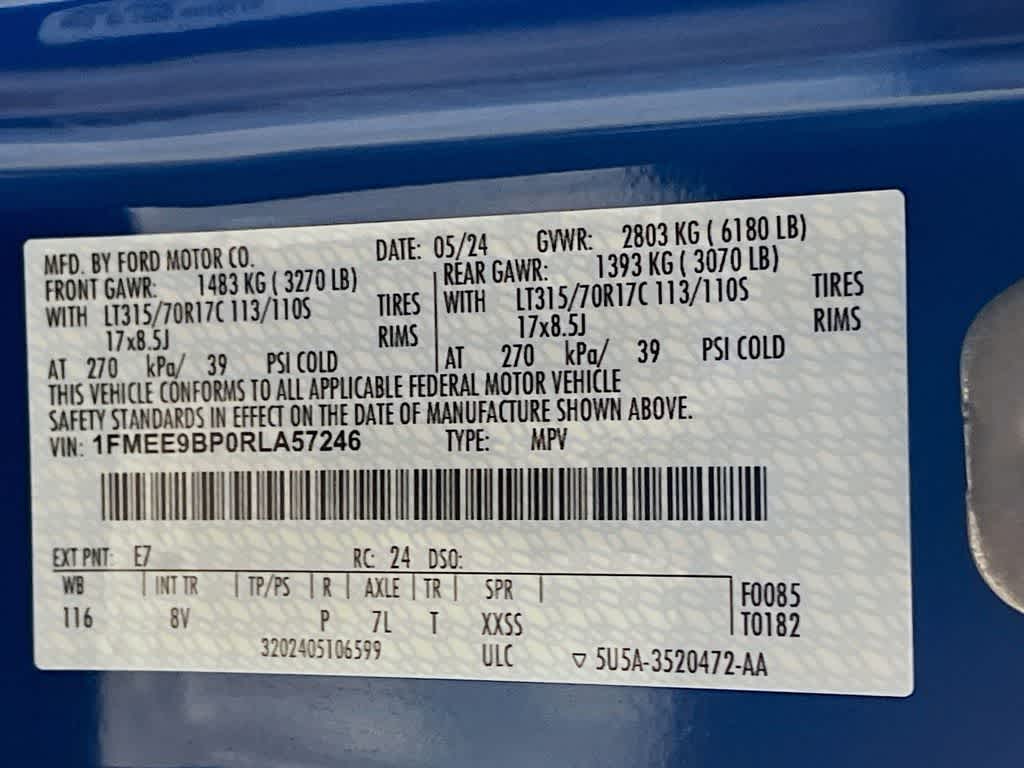 MFD. BY FORD MOTOR CO. DATE: 05/24 GVWR: 2803 KG ( 6180 LB)
FRONT GAWR: 1483 KG ( 3270 LB) REAR GAWR: 1393 KG ( 3070 LB)
WITH LT315/70R17C 113/110S TIRES WITH LT315/70R17C 113/110S TIRES
17x8.5J RIMS 17x8.5J RIMS
AT 270 kPa/ 39 PSI COLD AT 270 kPa/ 39 PSI COLD
THIS VEHICLE CONFORMS TO ALL APPLICABLE FEDERAL MOTOR VEHICLE
SAFETY STANDARDS IN EFFECT ON THE DATE OF MANUFACTURE SHOWN ABOVE.
VIN: 1FMEE9BP0RLA57246 TYPE: MPV
EXT PNT: E7 RC: 24 DSO:
WB INT TR TP/PS R AXLE TR SPR F0085
116 8V P 7L T XXSS T0182
3202405106599 ULC ▽ 5U5A-3520472-AA